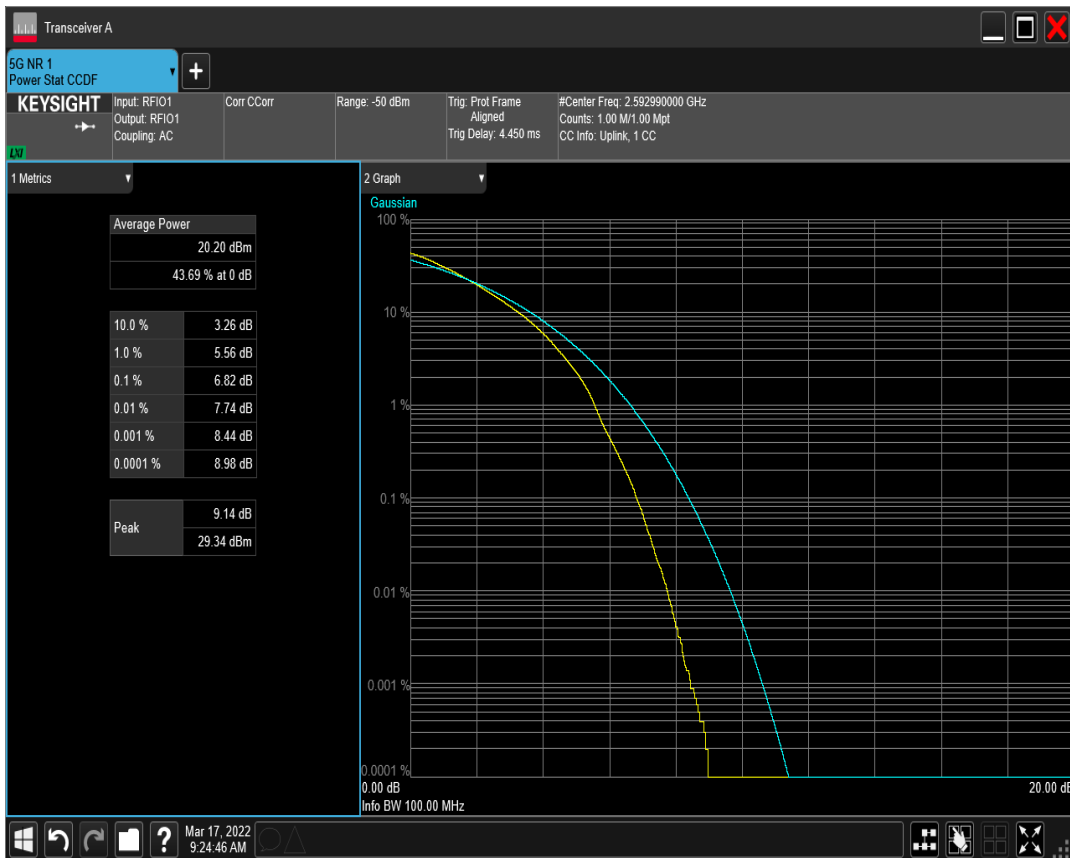 Transceiver A
5G NR 1
Power Stat CCDF
KEYSIGHT
LXI
Input: RFIO1
Output: RFIO1
Coupling: AC
Corr CCorr
Range: -50 dBm
Trig: Prot Frame
Aligned
Trig Delay: 4.450 ms
#Center Freq: 2.592990000 GHz
Counts: 1.00 M/1.00 Mpt
CC Info: Uplink, 1 CC
1 Metrics
Average Power
20.20 dBm
43.69 % at 0 dB
10.0 % 3.26 dB
1.0 % 5.56 dB
0.1 % 6.82 dB
0.01 % 7.74 dB
0.001 % 8.44 dB
0.0001 % 8.98 dB
Peak
9.14 dB
29.34 dBm
2 Graph
Gaussian
100 %
10 %
1 %
0.1 %
0.01 %
0.001 %
0.0001 %
0.00 dB 20.00 dB
Info BW 100.00 MHz
Mar 17, 2022
9:24:46 AM